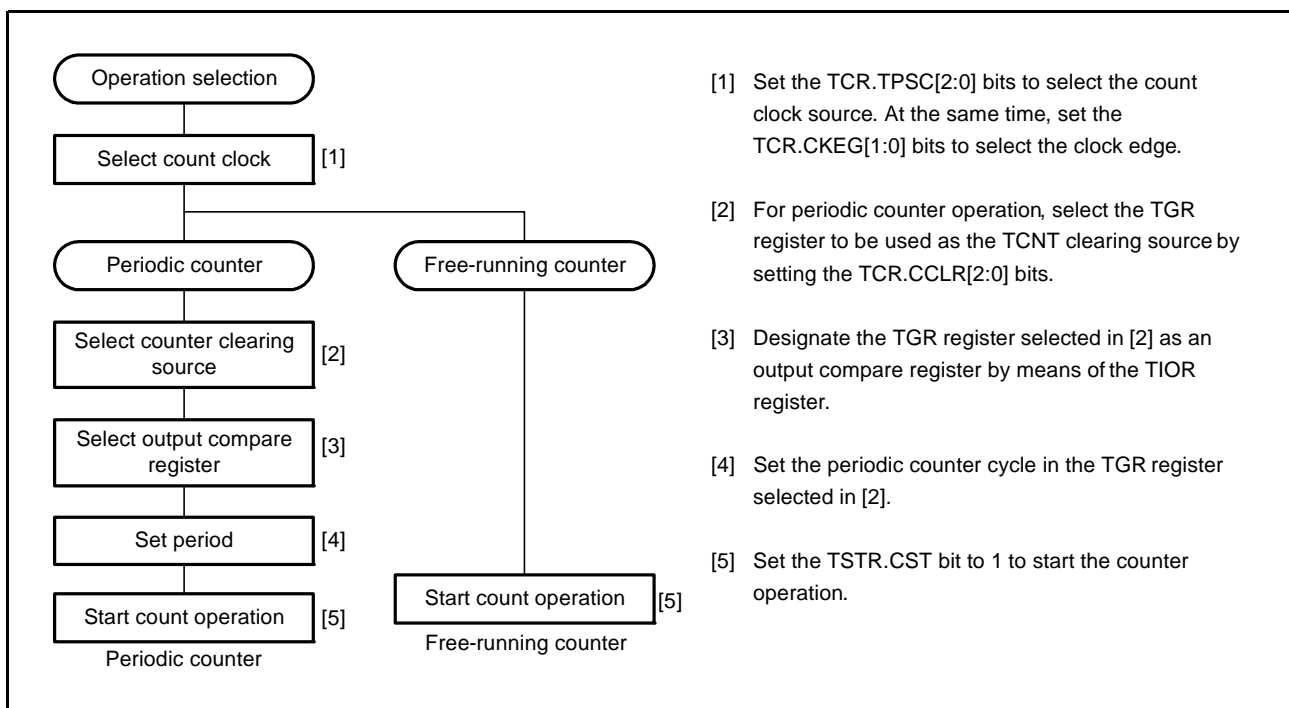 Operation selection
Select count clock
[1]
Periodic counter
Free-running counter
Select counter clearing
source
[2]
Select output compare
register
[3]
Set period
[4]
Start count operation
[5]
Periodic counter
Start count operation
[5]
Free-running counter
[1] Set the TCR.TPSC[2:0] bits to select the count
clock source. At the same time, set the
TCR.CKEG[1:0] bits to select the clock edge.
[2] For periodic counter operation, select the TGR
register to be used as the TCNT clearing source by
setting the TCR.CCLR[2:0] bits.
[3] Designate the TGR register selected in [2] as an
output compare register by means of the TIOR
register.
[4] Set the periodic counter cycle in the TGR register
selected in [2].
[5] Set the TSTR.CST bit to 1 to start the counter
operation.